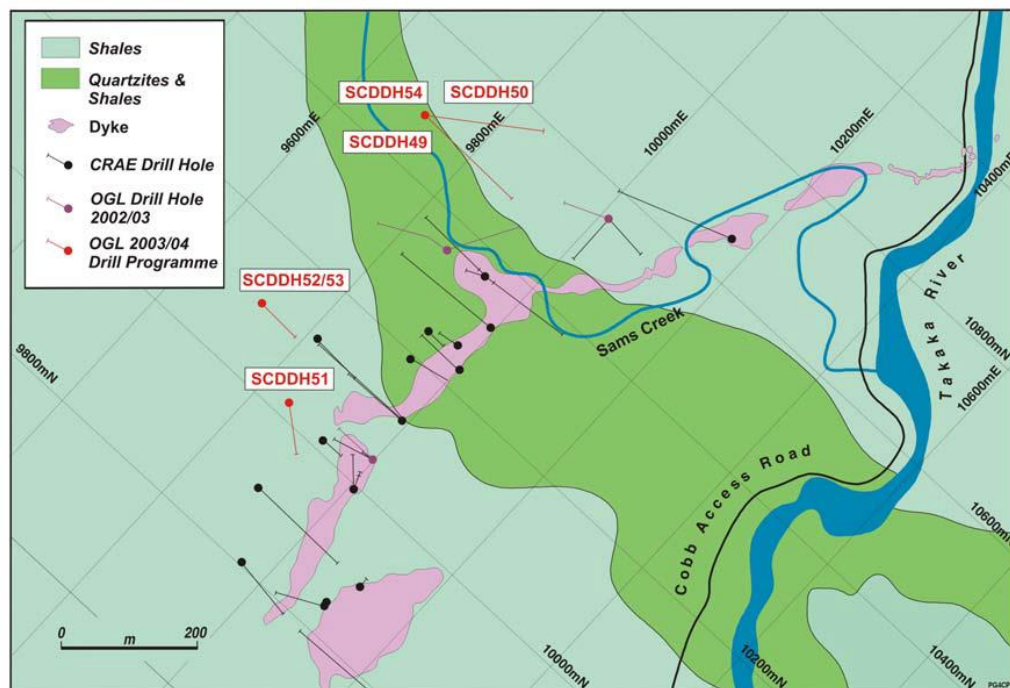 Shales
Quartzites &
Shales
Dyke
CRAE Drill Hole
OGL Drill Hole
2002/03
OGL 2003/04
Drill Programme
SCDDH54
SCDDH50
SCDDH49
SCDDH52/53
SCDDH51
9600mE
9800mE
10000mE
10200mE
10400mE
10800mN
10600mE
10600mN
10400mN
10200mN
10000mN
9800mN
Sams Creek
Takaka River
Cobb Access Road
0 m 200
PG4CP